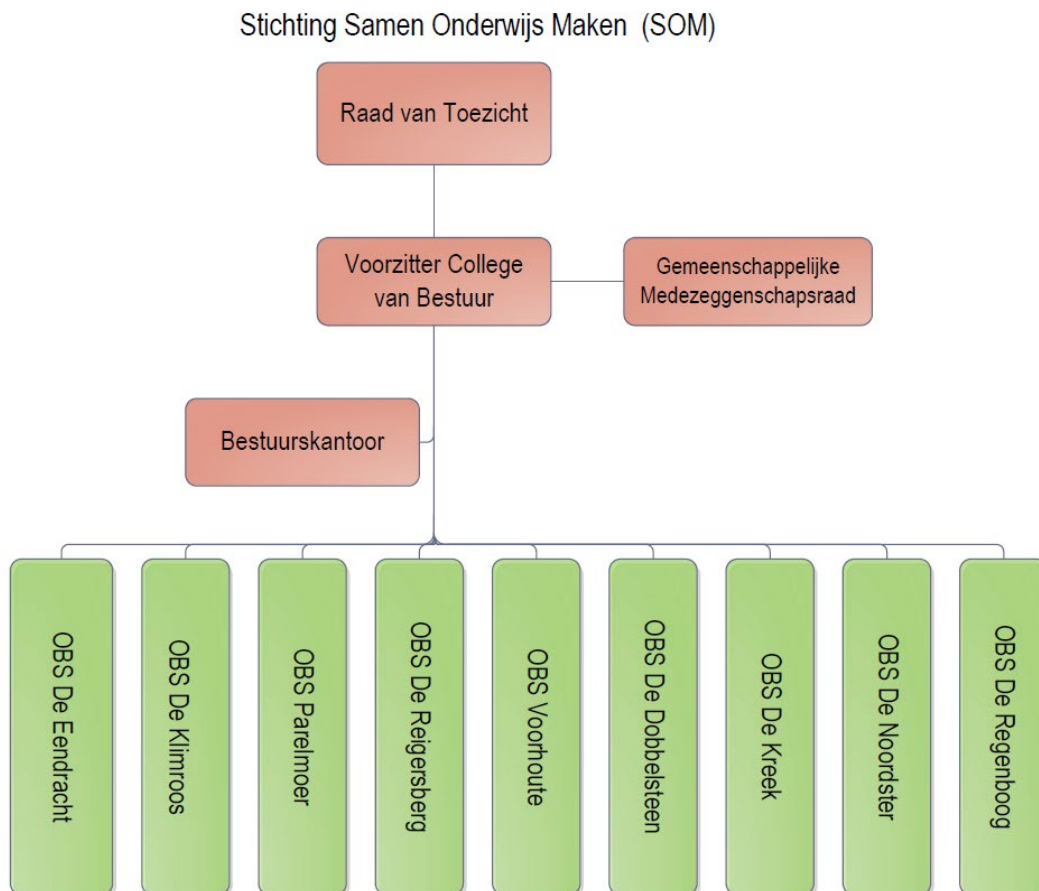 Stichting Samen Onderwijs Maken (SOM)
Raad van Toezicht
Voorzitter College
van Bestuur
Gemeenschappelijke
Medezeggenschapsraad
Bestuurskantoor
OBS De Eendracht
OBS De Klimroos
OBS Parelmoer
OBS De Reigersberg
OBS Voorhoute
OBS De Dobbelsteen
OBS De Kreek
OBS De Noordster
OBS De Regenboog